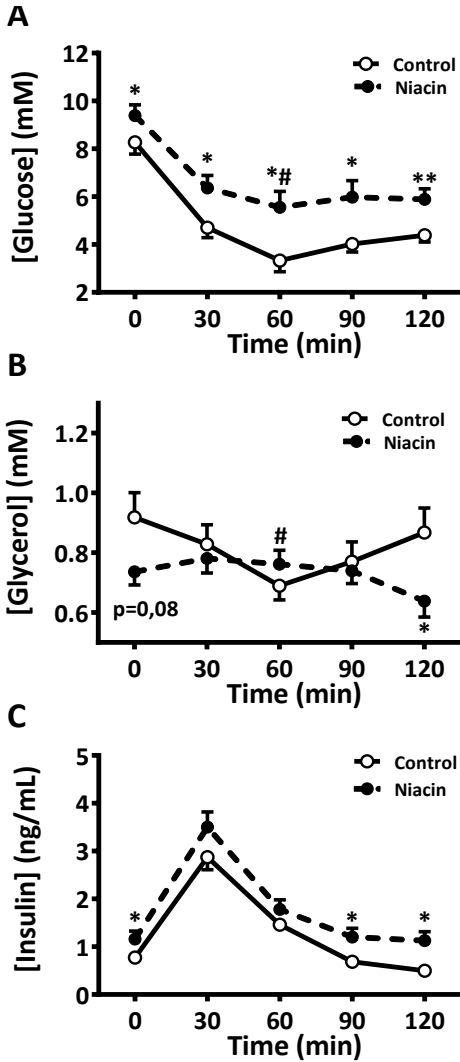 A
[Glucose] (mM)
12
10
8
6
4
2
Control
Niacin
*
*
*#
*
**
0 30 60 90 120
Time (min)
B
[Glycerol] (mM)
1.2
1.0
0.8
0.6
Control
Niacin
#
p=0,08
*
0 30 60 90 120
Time (min)
C
[Insulin] (ng/mL)
5
4
3
2
1
0
Control
Niacin
*
*
*
0 30 60 90 120
Time (min)